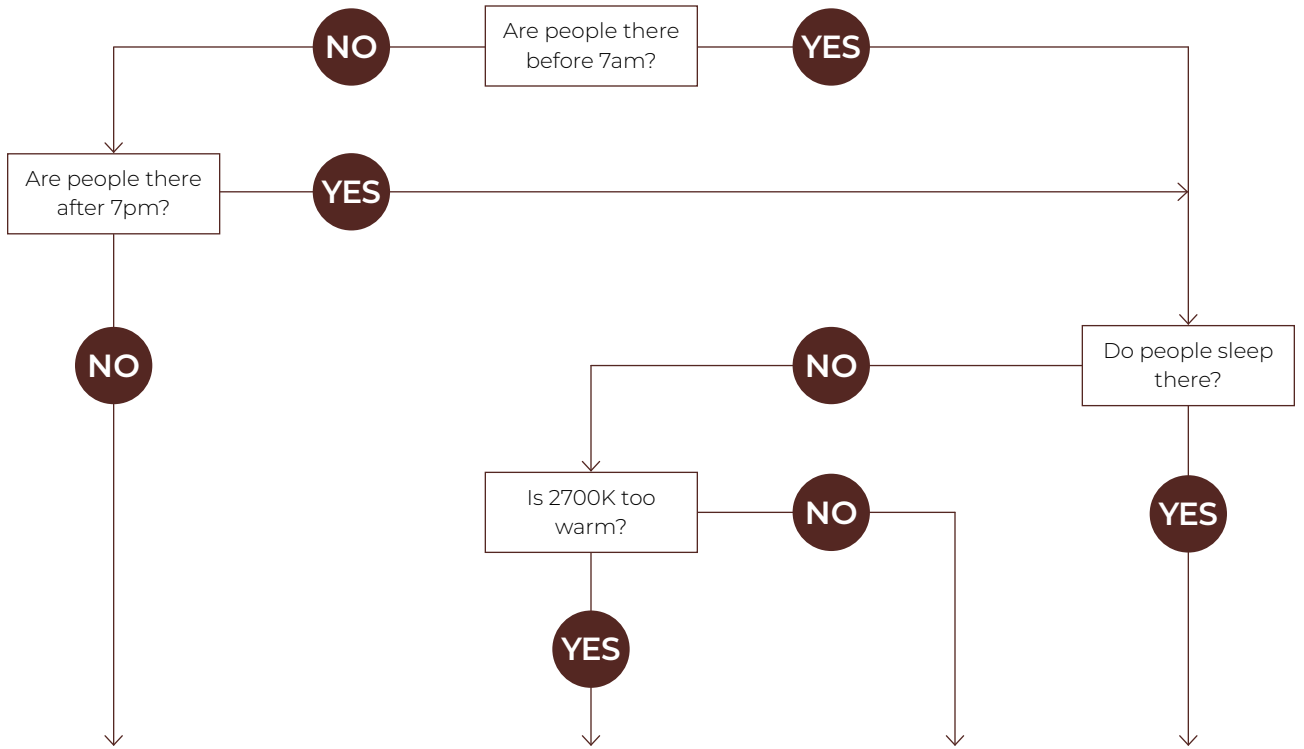 Are people there
before 7am?
NO
YES
Are people there
after 7pm?
YES
NO
Do people sleep
there?
NO
YES
Is 2700K too
warm?
NO
YES